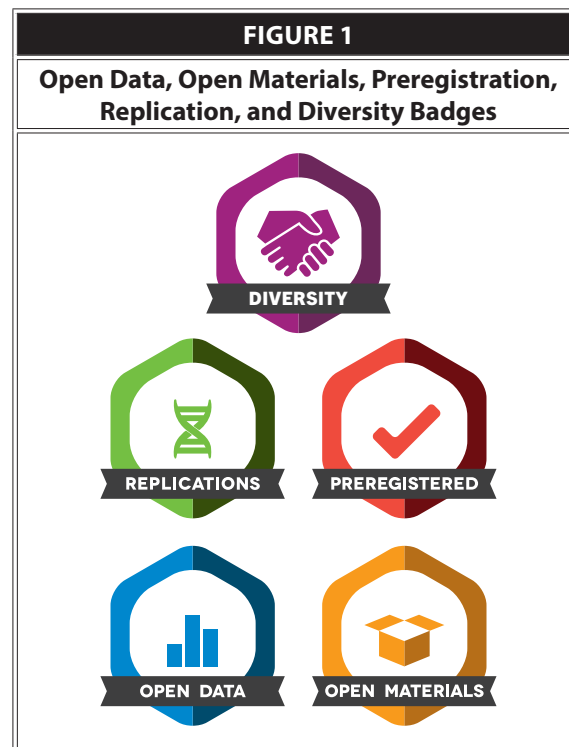 FIGURE 1
Open Data, Open Materials, Preregistration,
Replication, and Diversity Badges
DIVERSITY
REPLICATIONS
PREREGISTERED
OPEN DATA
OPEN MATERIALS